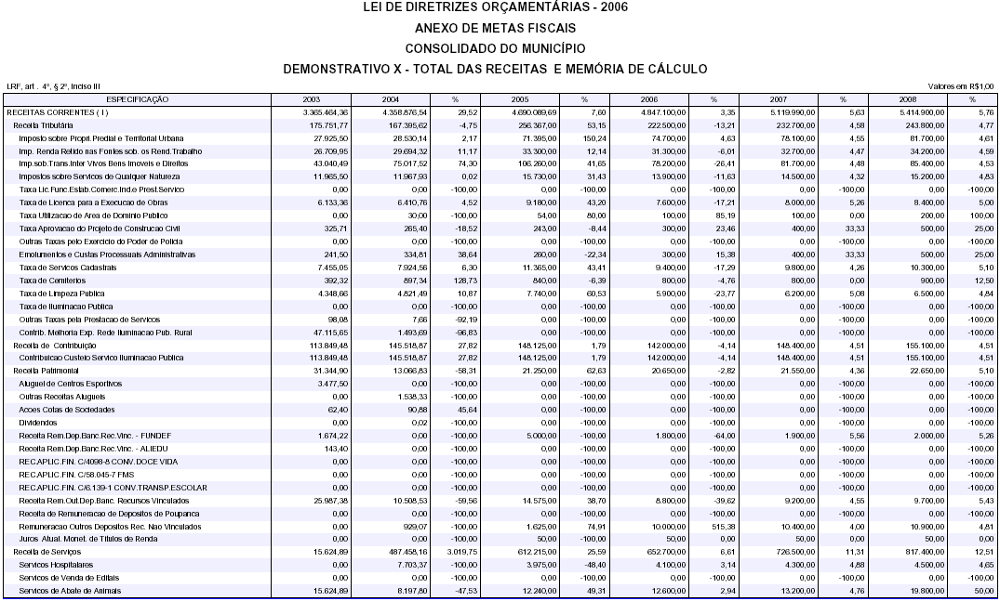 LEI DE DIRETRIZES ORÇAMENTÁRIAS - 2006
ANEXO DE METAS FISCAIS
CONSOLIDADO DO MUNICÍPIO
DEMONSTRATIVO X - TOTAL DAS RECEITAS E MEMÓRIA DE CÁLCULO
LRF, art . 4º, § 2º, Inciso III Valores em R$1,00
ESPECIFICAÇÃO 2003 2004 % 2005 % 2006 % 2007 % 2008 %
RECEITAS CORRENTES ( I ) 3.365.464,36 4.358.876,54 29,52 4.690.089,69 7,60 4.847.100,00 3,35 5.119.990,00 5,63 5.414.900,00 5,76
Receita Tributária 175.751,77 167.395,62 -4,75 256.367,00 53,15 222.500,00 -13,21 232.700,00 4,58 243.800,00 4,77
Imposto sobre Propri.Predial e Territorial Urbana 27.925,50 28.530,14 2,17 71.395,00 150,24 74.700,00 4,63 78.100,00 4,55 81.700,00 4,61
Imp. Renda Retido nas Fontes sob. os Rend.Trabalho 26.709,95 29.694,32 11,17 33.300,00 12,14 31.300,00 -6,01 32.700,00 4,47 34.200,00 4,59
Imp.sob.Trans.Inter Vivos Bens Imoveis e Direitos 43.040,49 75.017,52 74,30 106.260,00 41,65 78.200,00 -26,41 81.700,00 4,48 85.400,00 4,53
Impostos sobre Servicos de Qualquer Natureza 11.965,50 11.967,93 0,02 15.730,00 31,43 13.900,00 -11,63 14.500,00 4,32 15.200,00 4,83
Taxa Lic.Func.Estab.Comerc.Ind.e Prest.Servico 0,00 0,00 -100,00 0,00 -100,00 0,00 -100,00 0,00 -100,00 0,00 -100,00
Taxa de Licenca para a Execucao de Obras 6.133,36 6.410,76 4,52 9.180,00 43,20 7.600,00 -17,21 8.000,00 5,26 8.400,00 5,00
Taxa Utilizacao de Area de Dominio Publico 0,00 30,00 -100,00 54,00 80,00 100,00 85,19 100,00 0,00 200,00 100,00
Taxa Aprovacao do Projeto de Construcao Civil 325,71 265,40 -18,52 243,00 -8,44 300,00 23,46 400,00 33,33 500,00 25,00
Outras Taxas pelo Exercicio do Poder de Policia 0,00 0,00 -100,00 0,00 -100,00 0,00 -100,00 0,00 -100,00 0,00 -100,00
Emolumentos e Custas Processuais Administrativas 241,50 334,81 38,64 260,00 -22,34 300,00 15,38 400,00 33,33 500,00 25,00
Taxa de Servicos Cadastrais 7.455,05 7.924,56 6,30 11.365,00 43,41 9.400,00 -17,29 9.800,00 4,26 10.300,00 5,10
Taxa de Cemiterios 392,32 897,34 128,73 840,00 -6,39 800,00 -4,76 800,00 0,00 900,00 12,50
Taxa de Limpeza Publica 4.348,66 4.821,49 10,87 7.740,00 60,53 5.900,00 -23,77 6.200,00 5,08 6.500,00 4,84
Taxa de Iluminacao Publica 0,00 0,00 -100,00 0,00 -100,00 0,00 -100,00 0,00 -100,00 0,00 -100,00
Outras Taxas pela Prestacao de Servicos 98,08 7,66 -92,19 0,00 -100,00 0,00 -100,00 0,00 -100,00 0,00 -100,00
Contrib. Melhoria Exp. Rede Iluminacao Pub. Rural 47.115,65 1.493,69 -96,83 0,00 -100,00 0,00 -100,00 0,00 -100,00 0,00 -100,00
Receita de Contribuição 113.849,48 145.518,87 27,82 148.125,00 1,79 142.000,00 -4,14 148.400,00 4,51 155.100,00 4,51
Contribuicao Custeio Servico Iluminacao Publica 113.849,48 145.518,87 27,82 148.125,00 1,79 142.000,00 -4,14 148.400,00 4,51 155.100,00 4,51
Receita Patrimonial 31.344,90 13.066,83 -58,31 21.250,00 62,63 20.650,00 -2,82 21.550,00 4,36 22.650,00 5,10
Aluguel de Centros Esportivos 3.477,50 0,00 -100,00 0,00 -100,00 0,00 -100,00 0,00 -100,00 0,00 -100,00
Outras Receitas Alugueis 0,00 1.538,33 -100,00 0,00 -100,00 0,00 -100,00 0,00 -100,00 0,00 -100,00
Acoes Cotas de Sociedades 62,40 90,88 45,64 0,00 -100,00 0,00 -100,00 0,00 -100,00 0,00 -100,00
Dividendos 0,00 0,02 -100,00 0,00 -100,00 0,00 -100,00 0,00 -100,00 0,00 -100,00
Receita Rem.Dep.Banc.Rec.Vinc. - FUNDEF 1.674,22 0,00 -100,00 5.000,00 -100,00 1.800,00 -64,00 1.900,00 5,56 2.000,00 5,26
Receita Rem.Dep.Banc.Rec.Vinc. - ALIEDU 143,40 0,00 -100,00 0,00 -100,00 0,00 -100,00 0,00 -100,00 0,00 -100,00
REC.APLIC.FIN. C/4098-8 CONV.DOCE VIDA 0,00 0,00 -100,00 0,00 -100,00 0,00 -100,00 0,00 -100,00 0,00 -100,00
REC.APLIC.FIN. C/58.045-7 FMS 0,00 0,00 -100,00 0,00 -100,00 0,00 -100,00 0,00 -100,00 0,00 -100,00
REC.APLIC.FIN. C/6.139-1 CONV.TRANSP.ESCOLAR 0,00 0,00 -100,00 0,00 -100,00 0,00 -100,00 0,00 -100,00 0,00 -100,00
Receita Rem.Out.Dep.Banc. Recursos Vinculados 25.987,38 10.508,53 -59,56 14.575,00 38,70 8.800,00 -39,62 9.200,00 4,55 9.700,00 5,43
Receita de Remuneracao de Depositos de Poupanca 0,00 0,00 -100,00 0,00 -100,00 0,00 -100,00 0,00 -100,00 0,00 -100,00
Remuneracao Outros Depositos Rec. Nao Vinculados 0,00 929,07 -100,00 1.625,00 74,91 10.000,00 515,38 10.400,00 4,00 10.900,00 4,81
Juros Atual. Monet. de Titulos de Renda 0,00 0,00 -100,00 50,00 -100,00 50,00 0,00 50,00 0,00 50,00 0,00
Receita de Serviços 15.624,89 487.458,16 3.019,75 612.215,00 25,59 652.700,00 6,61 726.500,00 11,31 817.400,00 12,51
Servicos Hospitalares 0,00 7.703,37 -100,00 3.975,00 -48,40 4.100,00 3,14 4.300,00 4,88 4.500,00 4,65
Servicos de Venda de Editais 0,00 0,00 -100,00 0,00 -100,00 0,00 -100,00 0,00 -100,00 0,00 -100,00
Servicos de Abate de Animais 15.624,89 8.197,80 -47,53 12.240,00 49,31 12.600,00 2,94 13.200,00 4,76 19.800,00 50,00